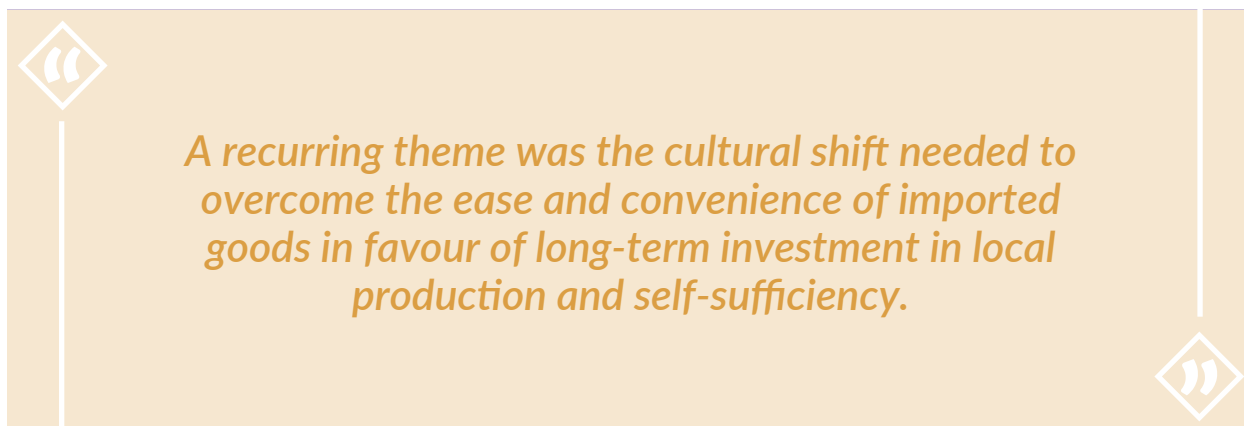 “
A recurring theme was the cultural shift needed to
overcome the ease and convenience of imported
goods in favour of long-term investment in local
production and self-sufficiency.
”